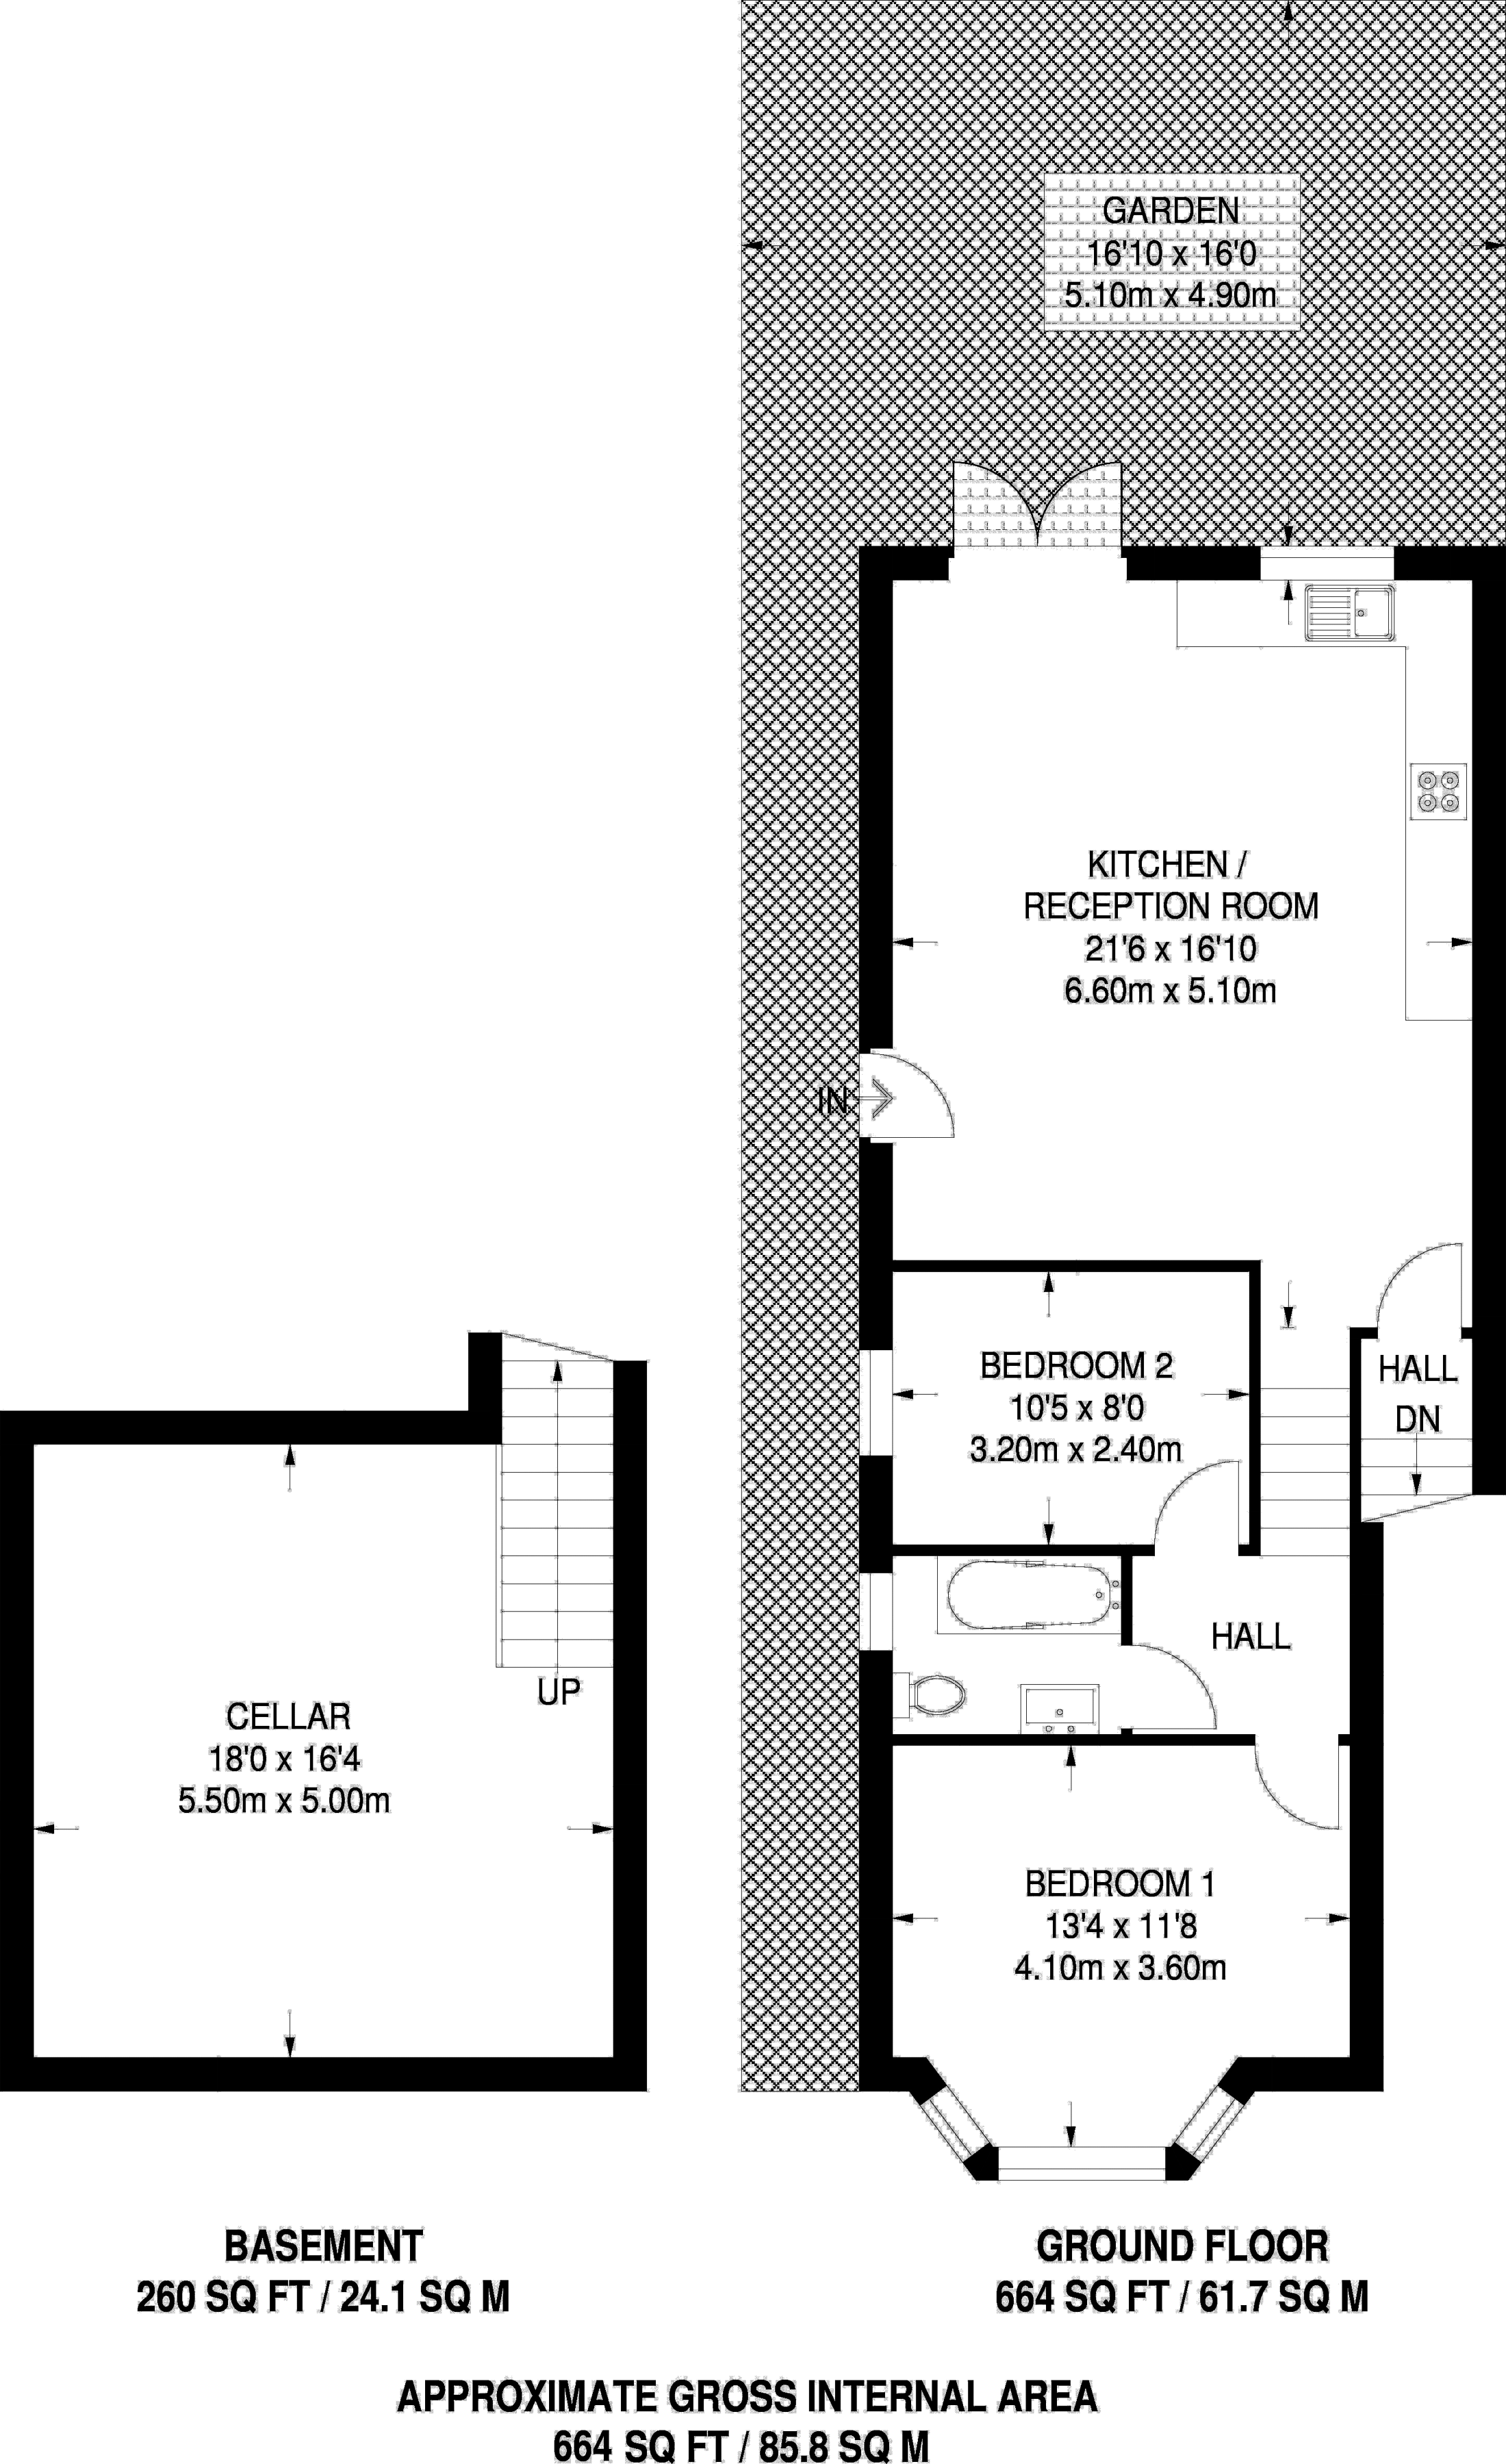 GARDEN
16'10 x 16'0
5.10m x 4.90m
KITCHEN /
RECEPTION ROOM
21'6 x 16'10
6.60m x 5.10m
IN
BEDROOM 2
10'5 x 8'0
3.20m x 2.40m
HALL
DN
HALL
UP
CELLAR
18'0 x 16'4
5.50m x 5.00m
BEDROOM 1
13'4 x 11'8
4.10m x 3.60m
BASEMENT
260 SQ FT / 24.1 SQ M
GROUND FLOOR
664 SQ FT / 61.7 SQ M
APPROXIMATE GROSS INTERNAL AREA
664 SQ FT / 85.8 SQ M